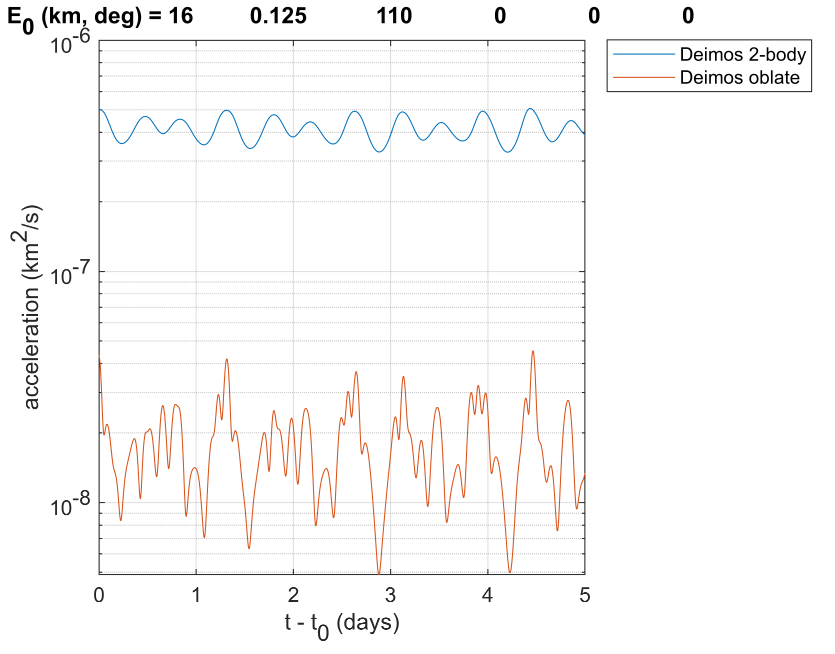 E0 (km, deg) = 16 0.125 110 0 0 0
10-6
Deimos 2-body
Deimos oblate
10-7
acceleration (km2/s)
10-8
0 1 2 3 4 5
t - t0 (days)